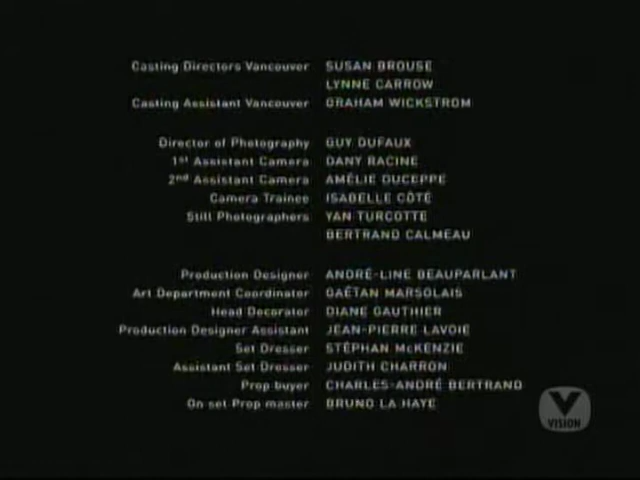 Casting Directors Vancouver SUSAN BROUSE
LYNNE CARROW
Casting Assistant Vancouver GRAHAM WICKSTROM
Director of Photography GUY DUFAUX
1st Assistant Camera DANY RACINE
2nd Assistant Camera AMÉLIE DUCEPPE
Camera Trainee ISABELLE CÔTÉ
Still Photographers YAN TURCOTTE
BERTRAND CALMEAU
Production Designer ANDRÉ-LINE BEAUPARLANT
Art Department Coordinator GAÉTAN MARSOLAIS
Head Decorator DIANE GAUTHIER
Production Designer Assistant JEAN-PIERRE LAVOIE
Set Dresser STÉPHAN McKENZIE
Assistant Set Dresser JUDITH CHARRON
Prop buyer CHARLES-ANDRÉ BERTRAND
On set Prop master BRUNO LA HAYE
V
VISION